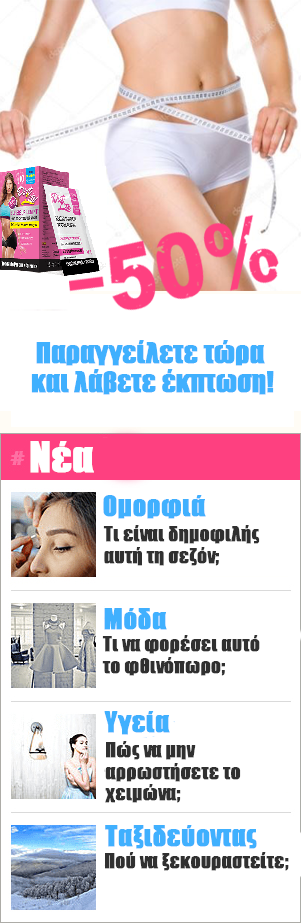 -50%
Παραγγείλετε τώρα
και λάβετε έκπτωση!
# Νέα
Ομορφιά
Τι είναι δημοφιλής
αυτή τη σεζόν;
Μόδα
Τι να φορέσει αυτό
το φθινόπωρο;
Υγεία
Πώς να μην
αρρωστήσετε το
χειμώνα;
Ταξιδεύοντας
Πού να ξεκουραστείτε;